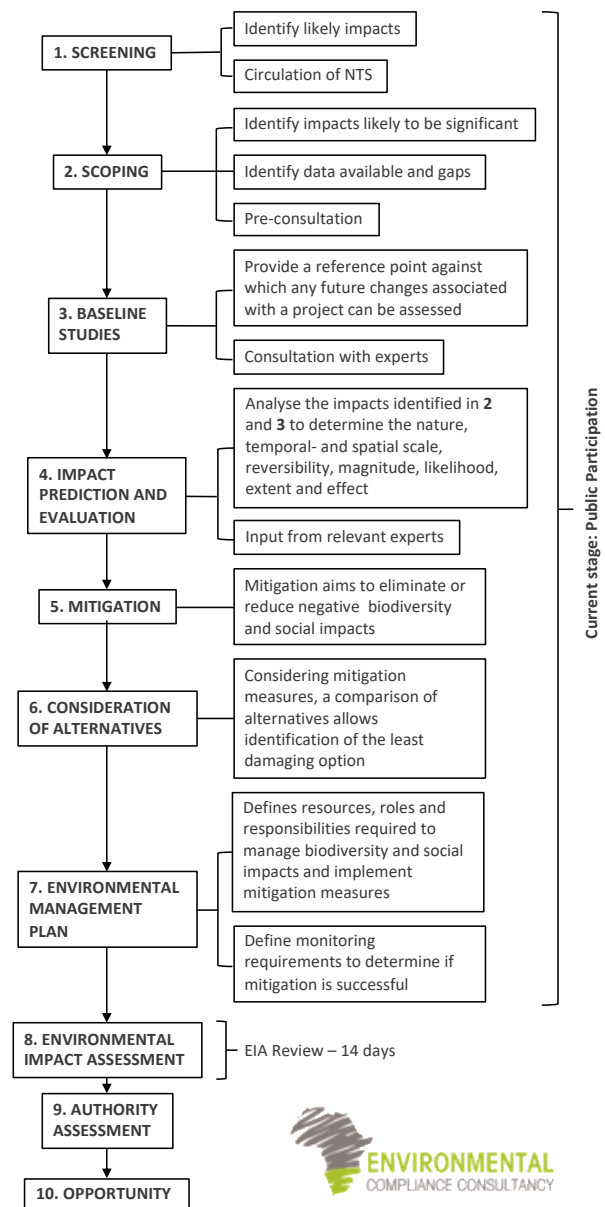 1. SCREENING
Identify likely impacts
Circulation of NTS
2. SCOPING
Identify impacts likely to be significant
Identify data available and gaps
Pre-consultation
3. BASELINE
STUDIES
Provide a reference point against
which any future changes associated
with a project can be assessed
Consultation with experts
4. IMPACT
PREDICTION AND
EVALUATION
Analyse the impacts identified in 2
and 3 to determine the nature,
temporal- and spatial scale,
reversibility, magnitude, likelihood,
extent and effect
Input from relevant experts
5. MITIGATION
Mitigation aims to eliminate or
reduce negative biodiversity
and social impacts
6. CONSIDERATION
OF ALTERNATIVES
Considering mitigation
measures, a comparison of
alternatives allows
identification of the least
damaging option
7. ENVIRONMENTAL
MANAGEMENT
PLAN
Defines resources, roles and
responsibilities required to
manage biodiversity and social
impacts and implement
mitigation measures
Define monitoring
requirements to determine if
mitigation is successful
Current stage: Public Participation
8. ENVIRONMENTAL
IMPACT ASSESSMENT
EIA Review – 14 days
9. AUTHORITY
ASSESSMENT
10. OPPORTUNITY
ENVIRONMENTAL
COMPLIANCE CONSULTANCY